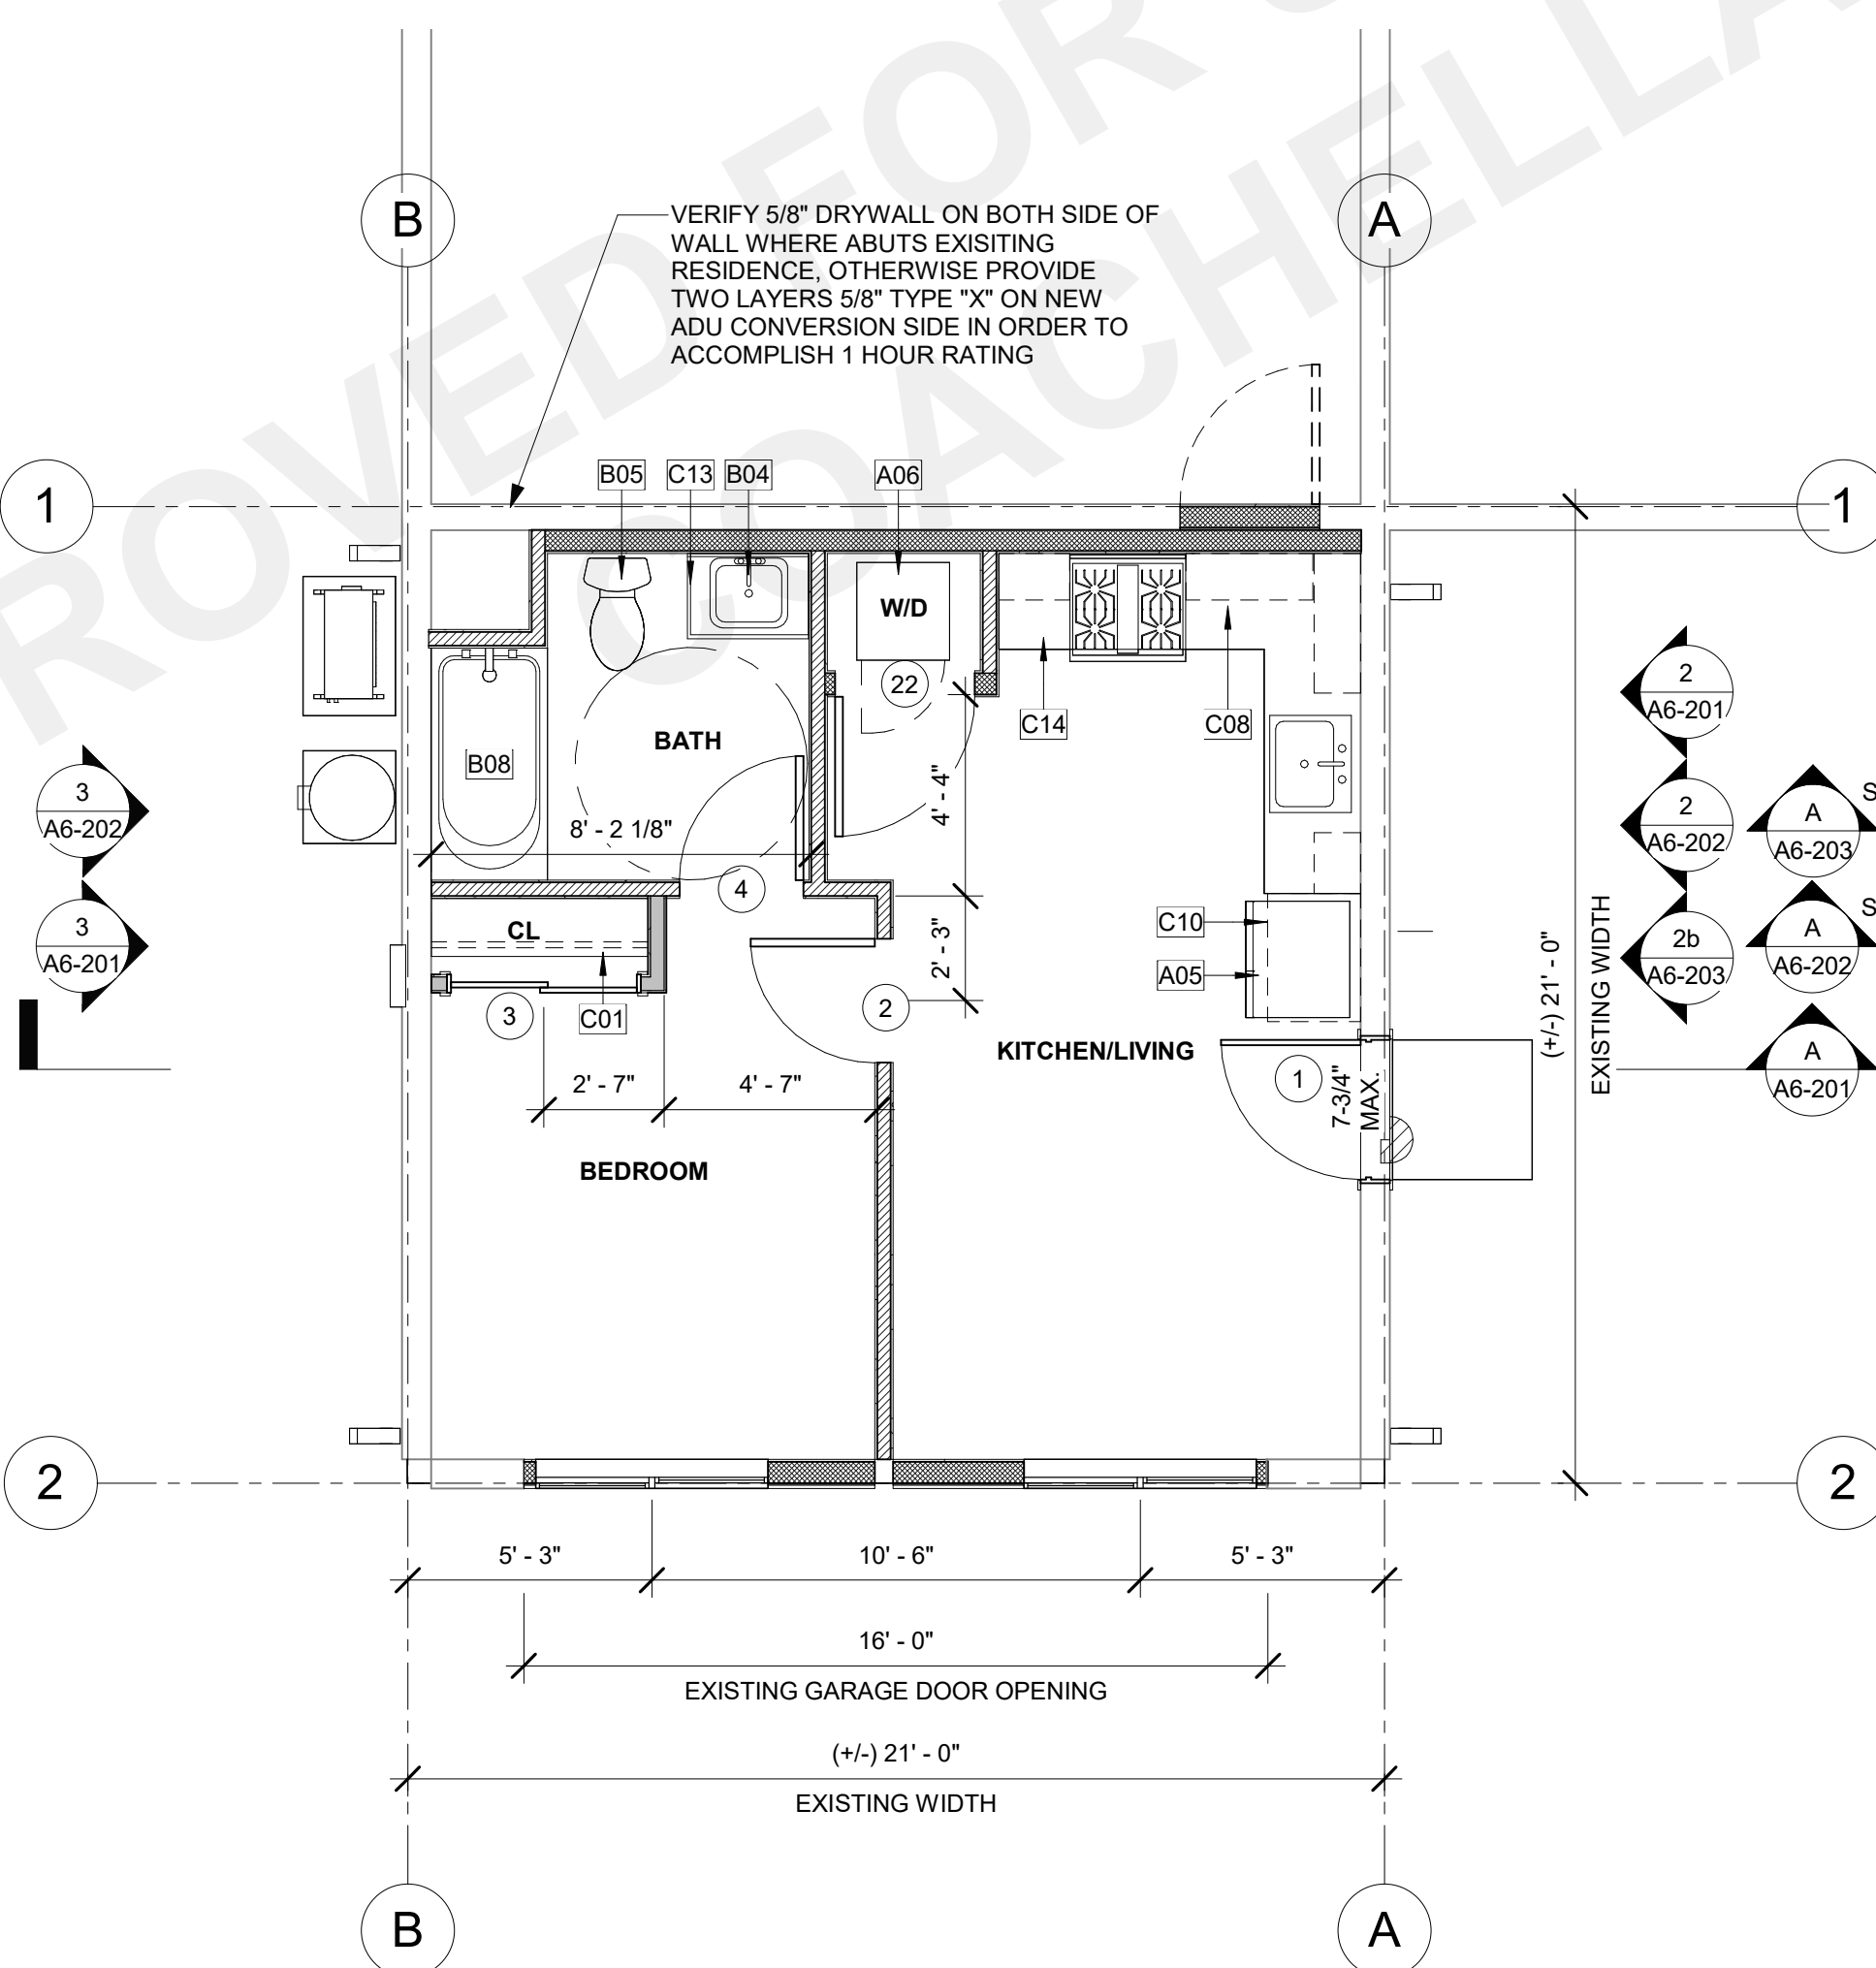 ROVED FOR
COACHELLA
B
A
VERIFY 5/8" DRYWALL ON BOTH SIDE OF
WALL WHERE ABUTS EXISITING
RESIDENCE, OTHERWISE PROVIDE
TWO LAYERS 5/8" TYPE "X" ON NEW
ADU CONVERSION SIDE IN ORDER TO
ACCOMPLISH 1 HOUR RATING
1
B05
C13
B04
A06
1
W/D
22
C14
C08
BATH
B08
4' - 4"
8' - 2 1/8"
4
3
A6-202
3
A6-201
2
A6-201
2
A6-202
2b
A6-203
A
A6-203
S
A
A6-202
S
A
A6-201
CL
C01
3
2' - 3"
2
C10
A05
KITCHEN/LIVING
1
7-3/4"
MAX.
(+/-) 21' - 0"
EXISTING WIDTH
2' - 7"
4' - 7"
BEDROOM
2
2
5' - 3"
10' - 6"
5' - 3"
16' - 0"
EXISTING GARAGE DOOR OPENING
(+/-) 21' - 0"
EXISTING WIDTH
B
A